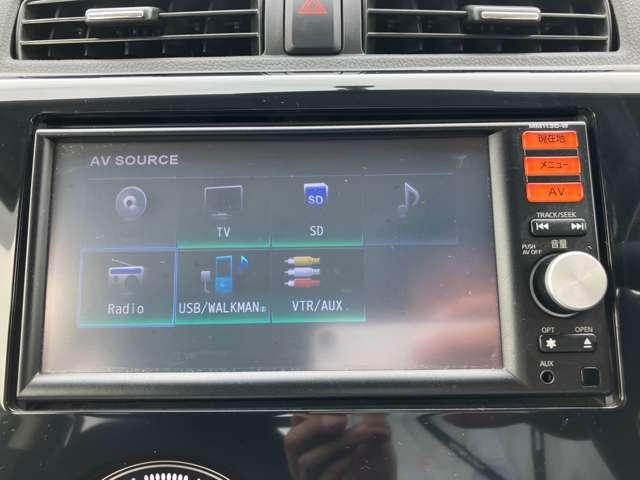 MM113D-W
AV SOURCE
現在地
メニュー
AV
TV
SD
SD
TRACK/SEEK
音量
PUSH
AV OFF
Radio
USB/WALKMAN
VTR/AUX
OPT
OPEN
AUX